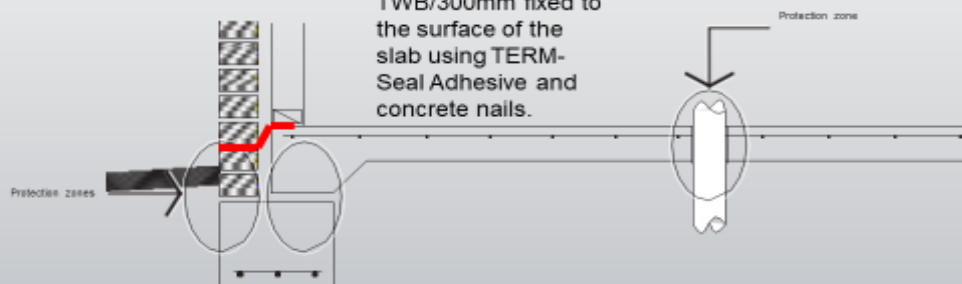 TWB/300mm fixed to
the surface of the
slab using TERM-
Seal Adhesive and
concrete nails.
Protection zone
Protection zones